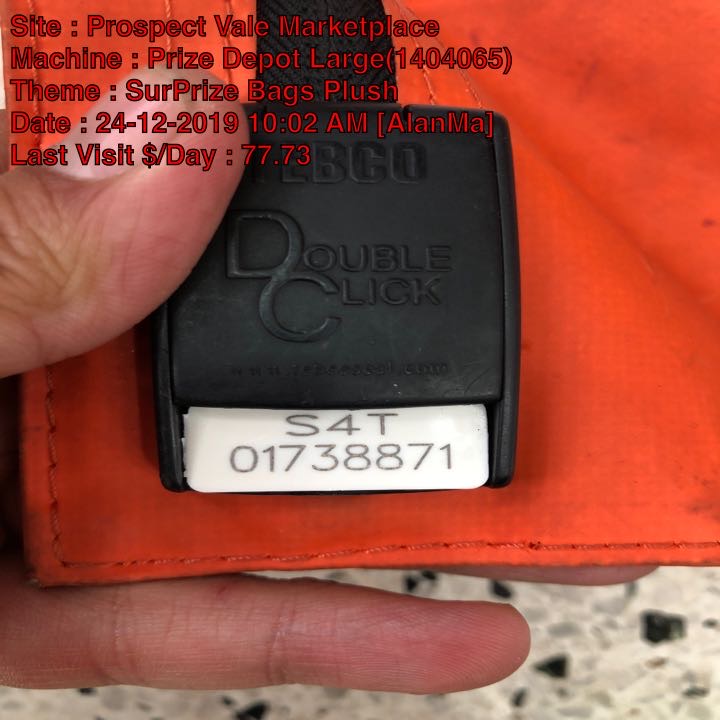 Site : Prospect Vale Marketplace
Machine : Prize Depot Large(1404065)
Theme : SurPrize Bags Plush
Date : 24-12-2019 10:02 AM [AlanMa]
Last Visit $/Day : 77.73
TEBCO
DOUBLE
CLICK
S4T
01738871